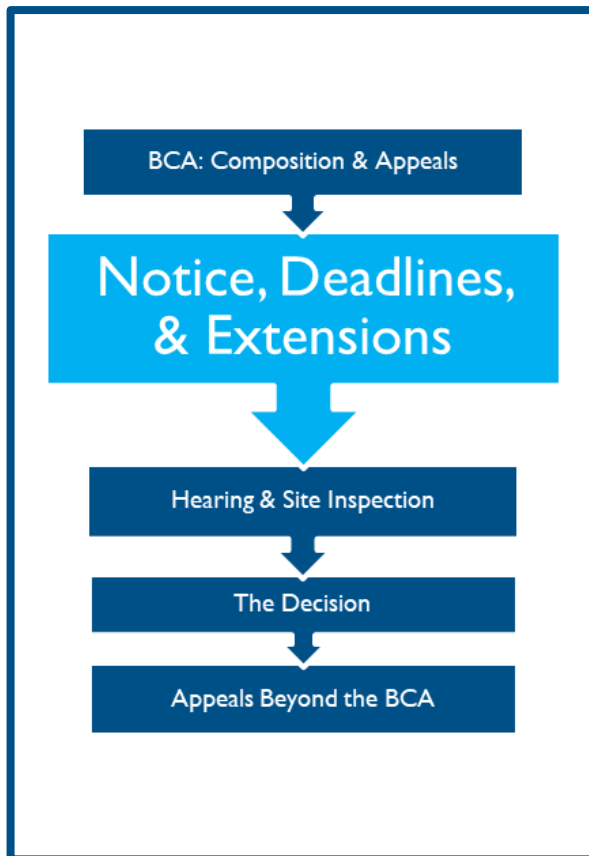 BCA: Composition & Appeals
Notice, Deadlines,
& Extensions
Hearing & Site Inspection
The Decision
Appeals Beyond the BCA